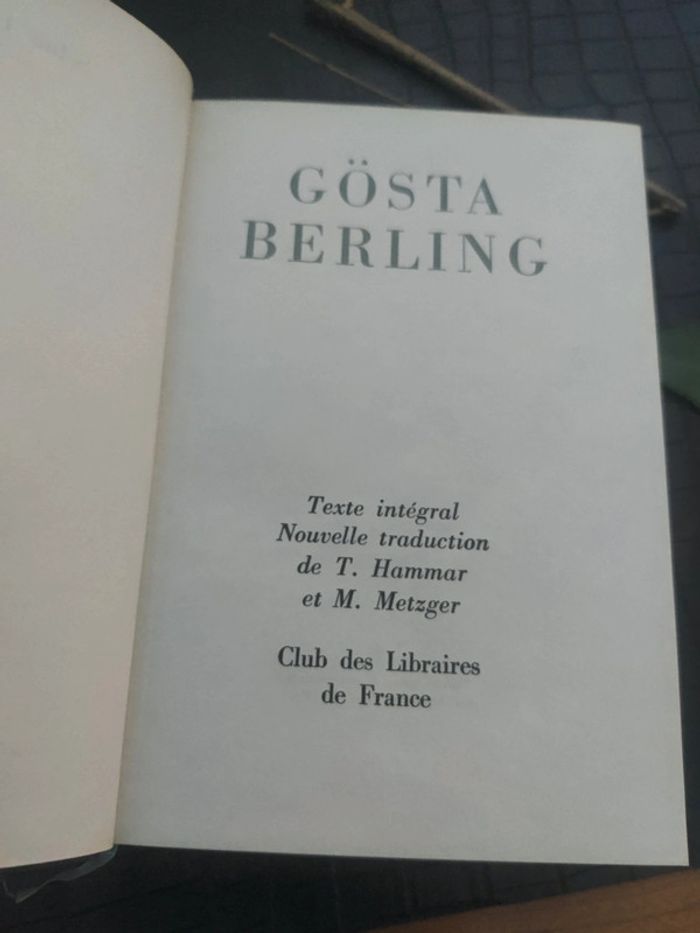 GÖSTA
BERLING
Texte intégral
Nouvelle traduction
de T. Hammar
et M. Metzger
Club des Libraires
de France